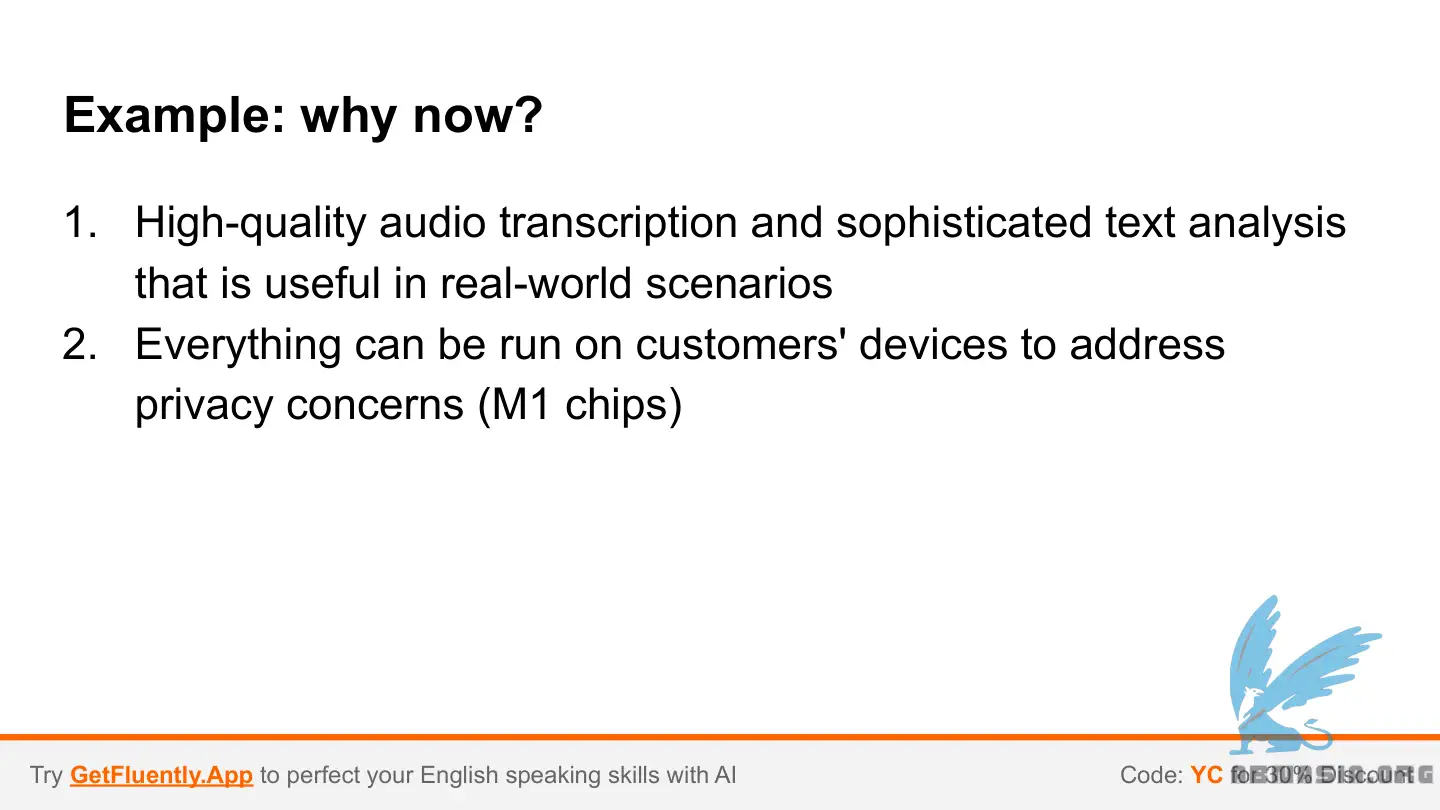 Example: why now?
1. High-quality audio transcription and sophisticated text analysis
that is useful in real-world scenarios
2. Everything can be run on customers' devices to address
privacy concerns (M1 chips)
Try GetFluently.App to perfect your English speaking skills with AI
Code: YC for 30% Discount